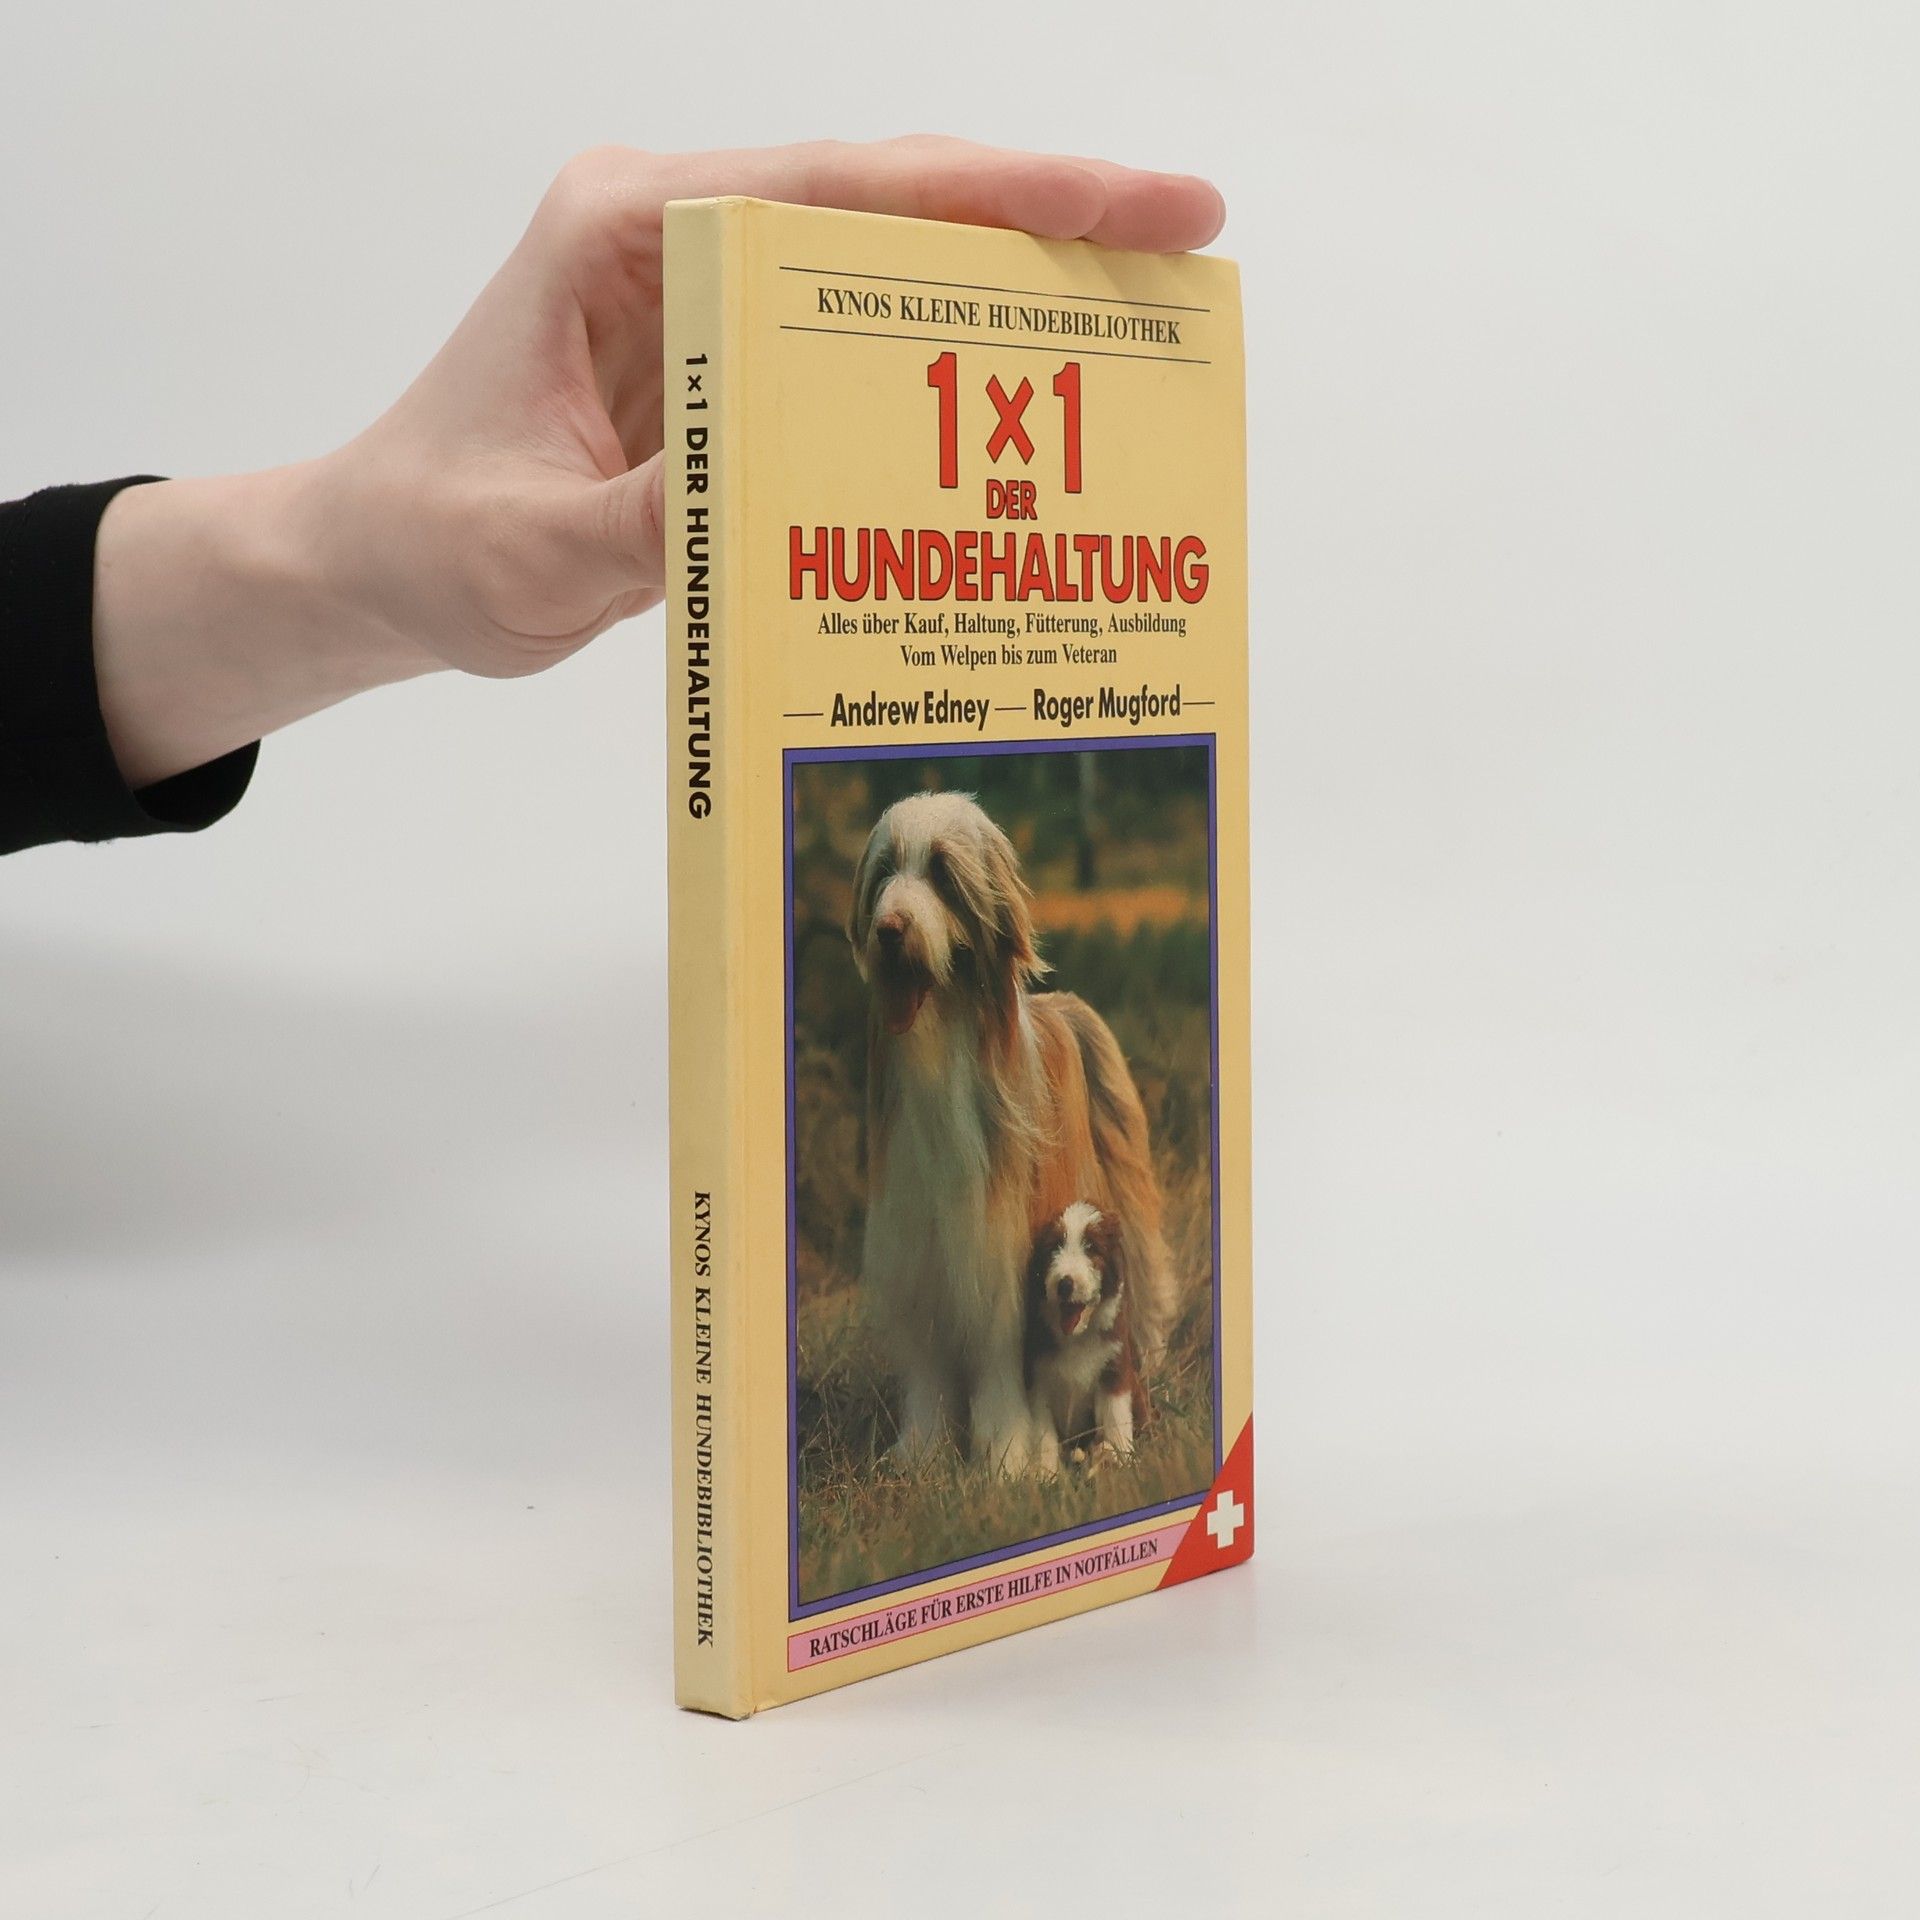 KYNOS KLEINE HUNDEBIBLIOTHEK
1×1
DER
HUNDEHALTUNG
Alles über Kauf, Haltung, Fütterung, Ausbildung
Vom Welpen bis zum Veteran
Andrew Edney — Roger Mugford
RATSCHLÄGE FÜR ERSTE HILFE IN NOTFÄLLEN
1×1 DER HUNDEHALTUNG
KYNOS KLEINE HUNDEBIBLIOTHEK